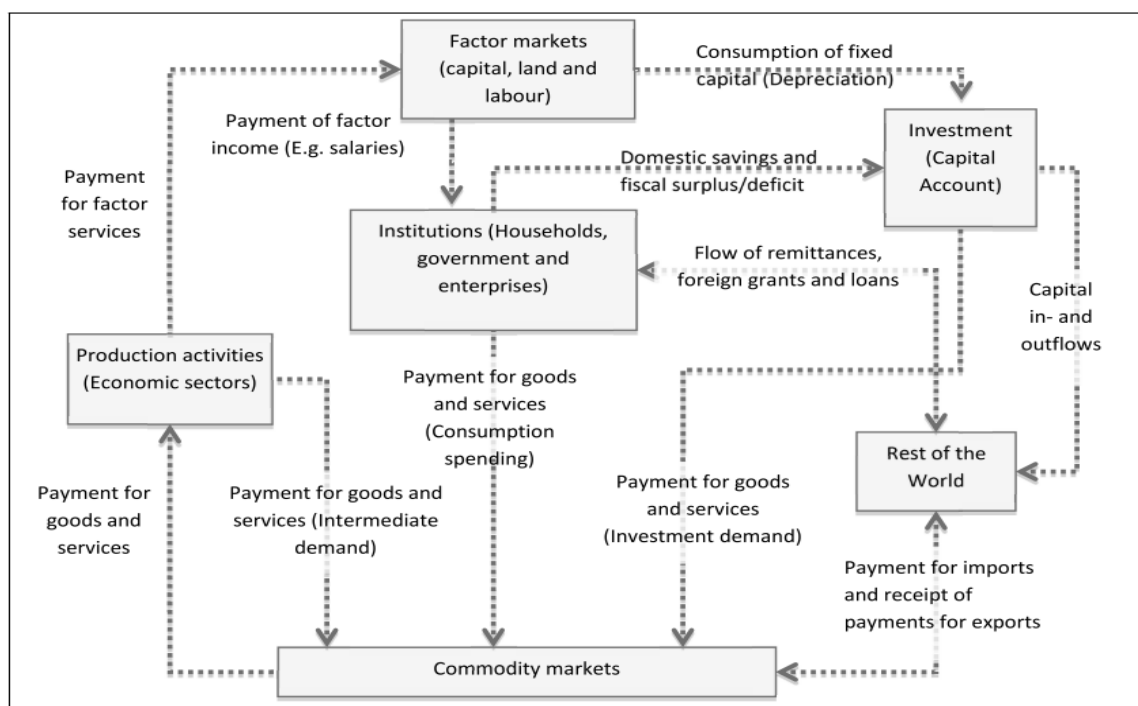 Factor markets
(capital, land and
labour)
Consumption of fixed
capital (Depreciation)
Payment of factor
income (E.g. salaries)
Investment
(Capital
Account)
Domestic savings and
fiscal surplus/deficit
Payment
for factor
services
Institutions (Households,
government and
enterprises)
Flow of remittances,
foreign grants and loans
Capital
in- and
outflows
Production activities
(Economic sectors)
Payment for goods
and services
(Consumption
spending)
Rest of the
World
Payment for
goods and
services
Payment for goods and
services (Intermediate
demand)
Payment for goods
and services
(Investment demand)
Payment for imports
and receipt of
payments for exports
Commodity markets